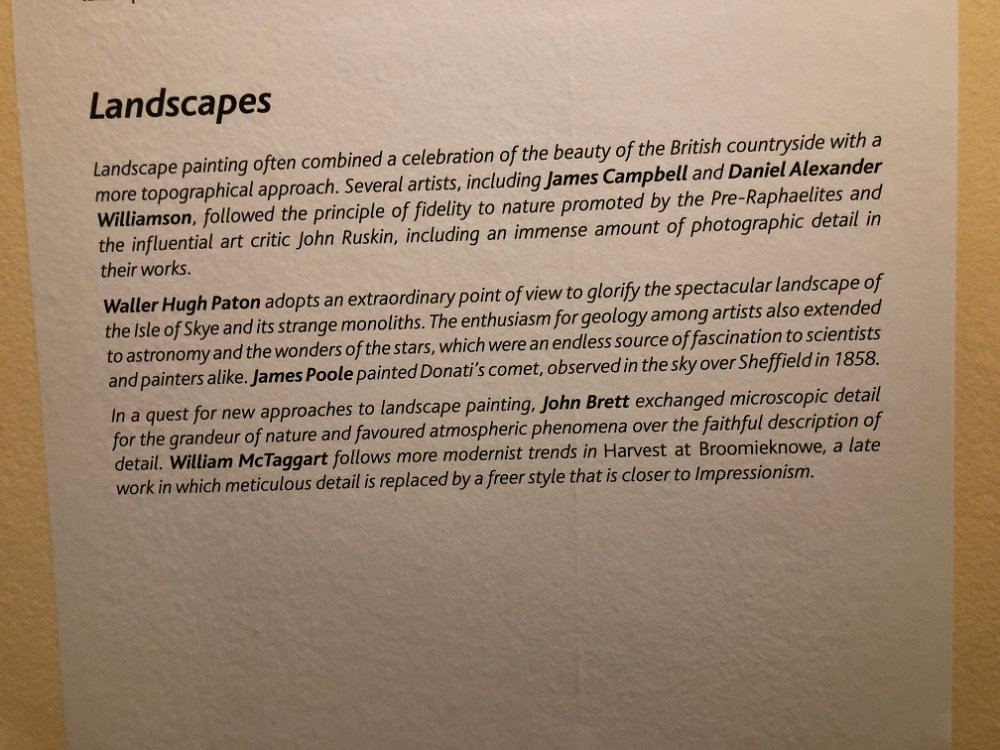 Landscapes
Landscape painting often combined a celebration of the beauty of the British countryside with a
more topographical approach. Several artists, including James Campbell and Daniel Alexander
Williamson, followed the principle of fidelity to nature promoted by the Pre-Raphaelites and
the influential art critic John Ruskin, including an immense amount of photographic detail in
their works.
Waller Hugh Paton adopts an extraordinary point of view to glorify the spectacular landscape of
the Isle of Skye and its strange monoliths. The enthusiasm for geology among artists also extended
to astronomy and the wonders of the stars, which were an endless source of fascination to scientists
and painters alike. James Poole painted Donati's comet, observed in the sky over Sheffield in 1858.
In a quest for new approaches to landscape painting, John Brett exchanged microscopic detail
for the grandeur of nature and favoured atmospheric phenomena over the faithful description of
detail. William McTaggart follows more modernist trends in Harvest at Broomieknowe, a late
work in which meticulous detail is replaced by a freer style that is closer to Impressionism.